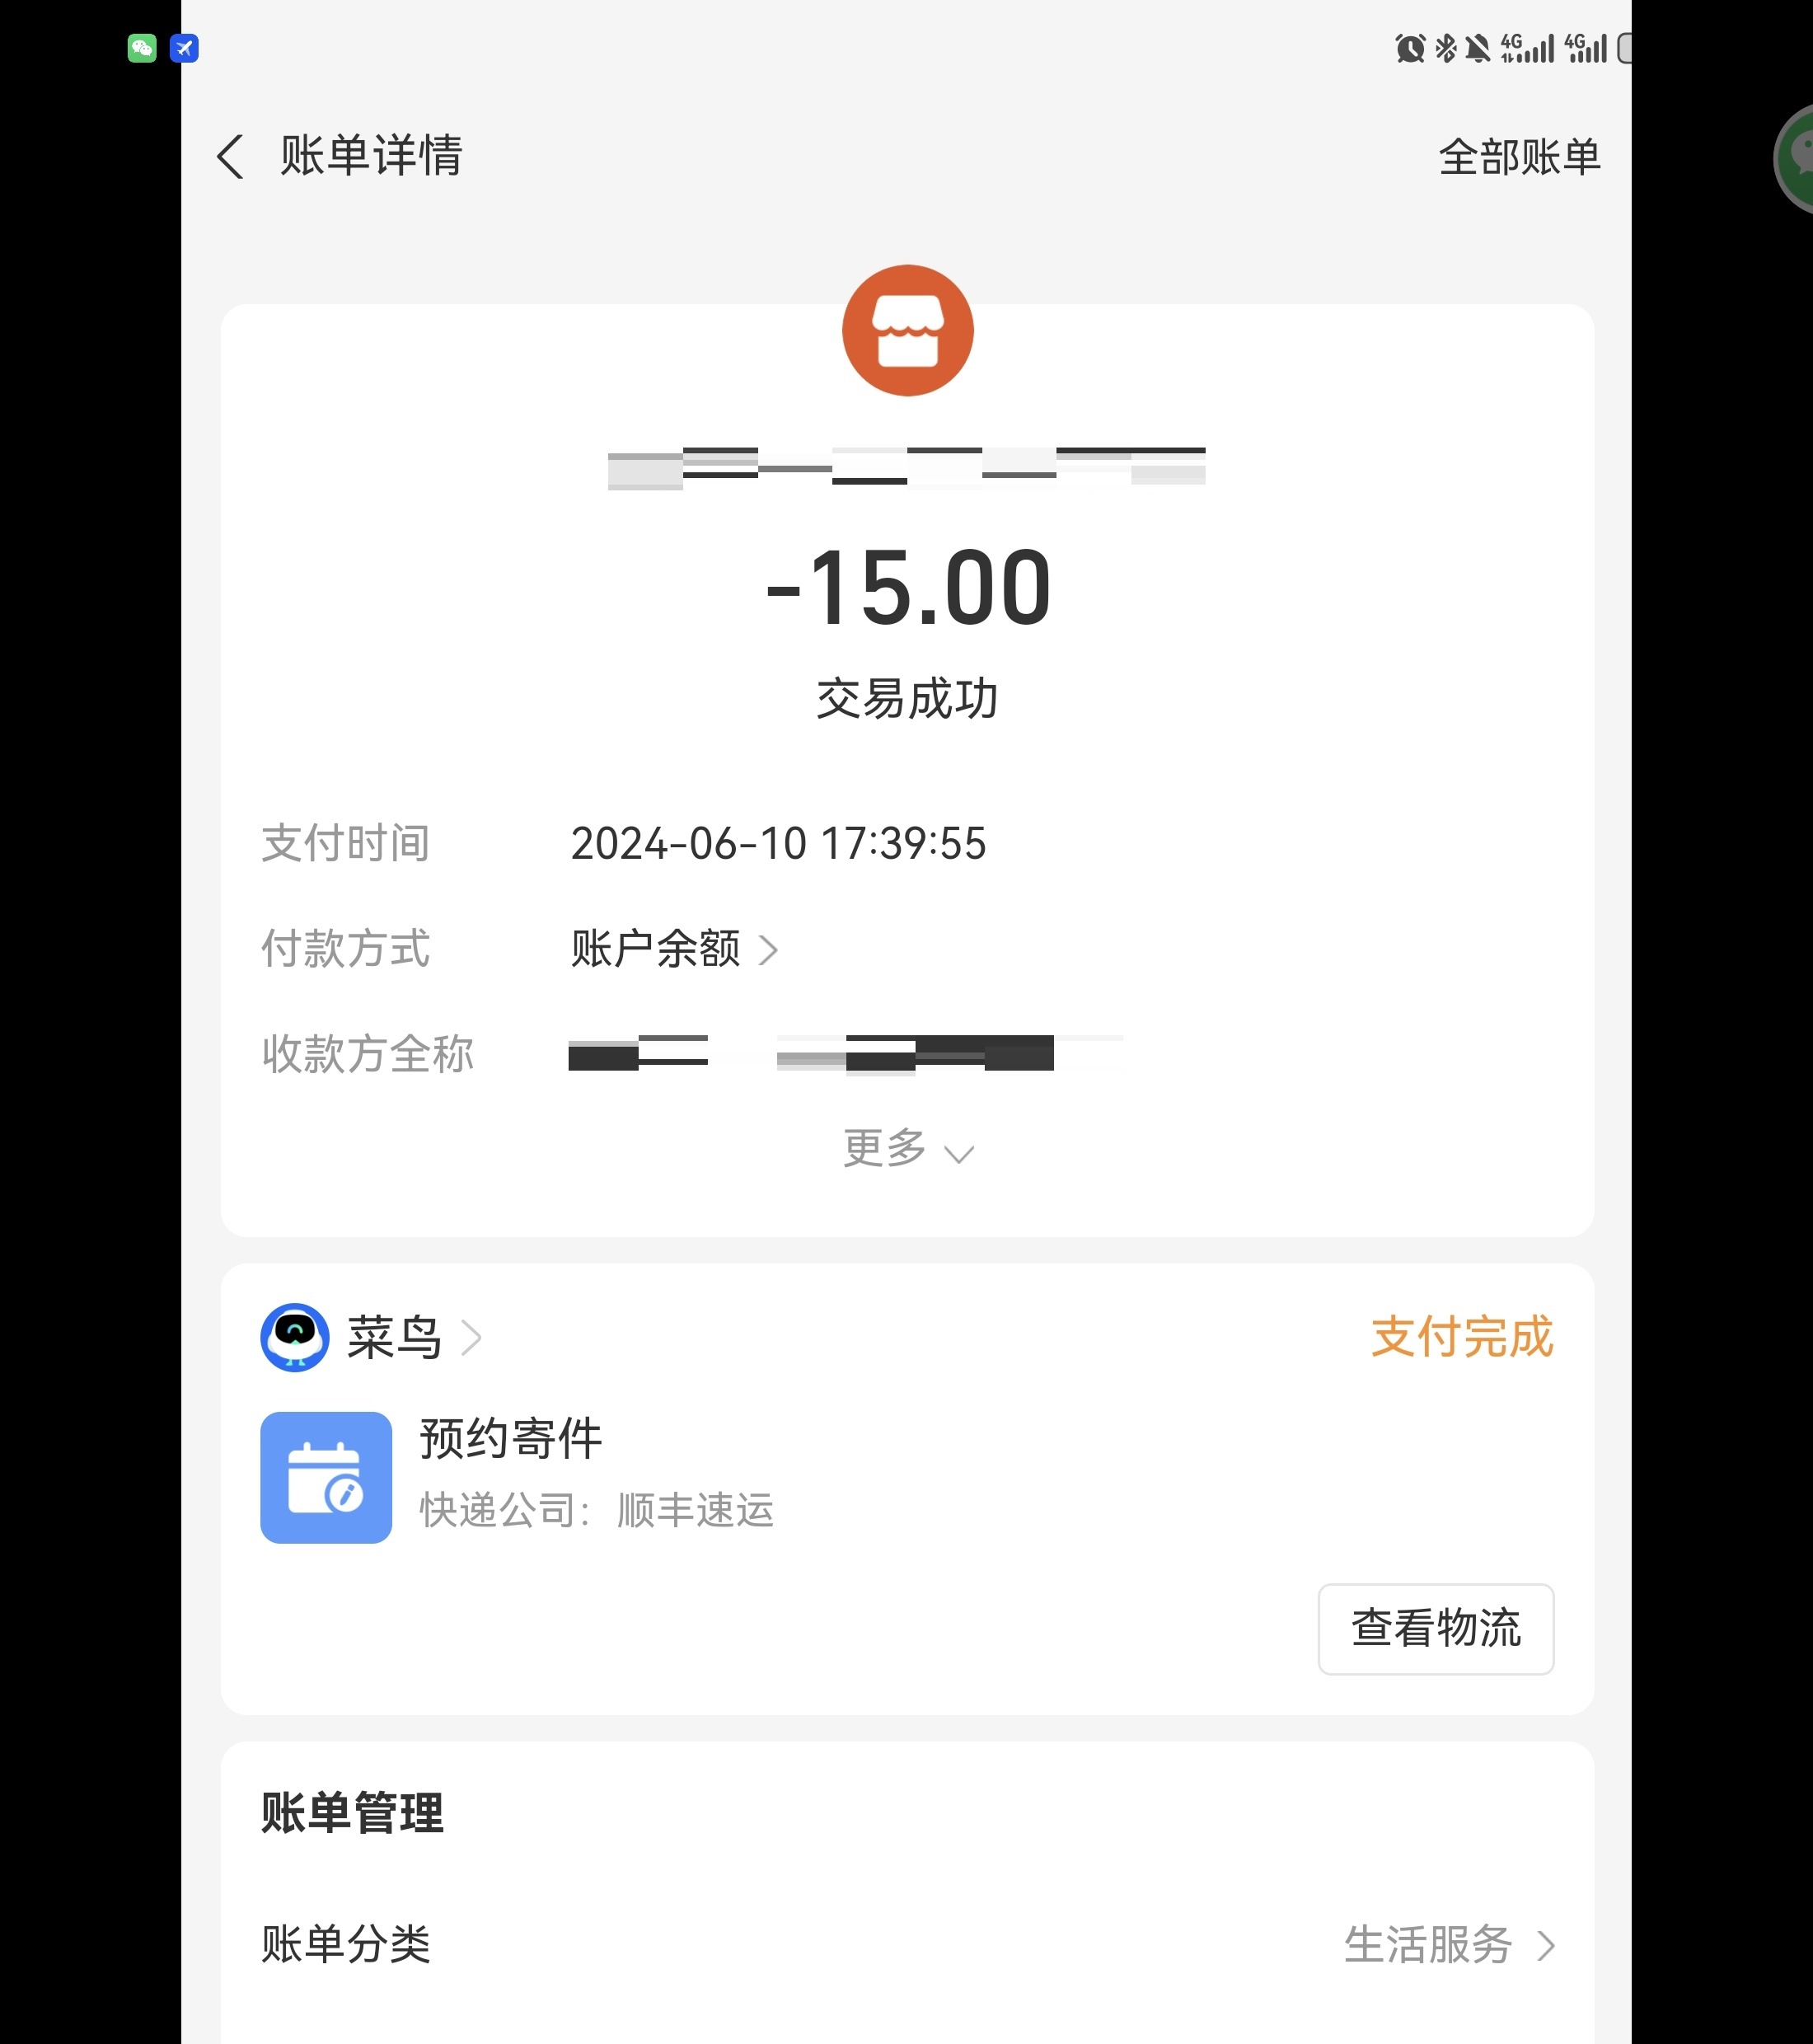 4G 4G
账单详情 全部账单
-15.00
交易成功
支付时间 2024-06-10 17:39:55
付款方式 账户余额
收款方全称
更多
菜鸟 支付完成
预约寄件
快递公司：顺丰速运
查看物流
账单管理
账单分类 生活服务